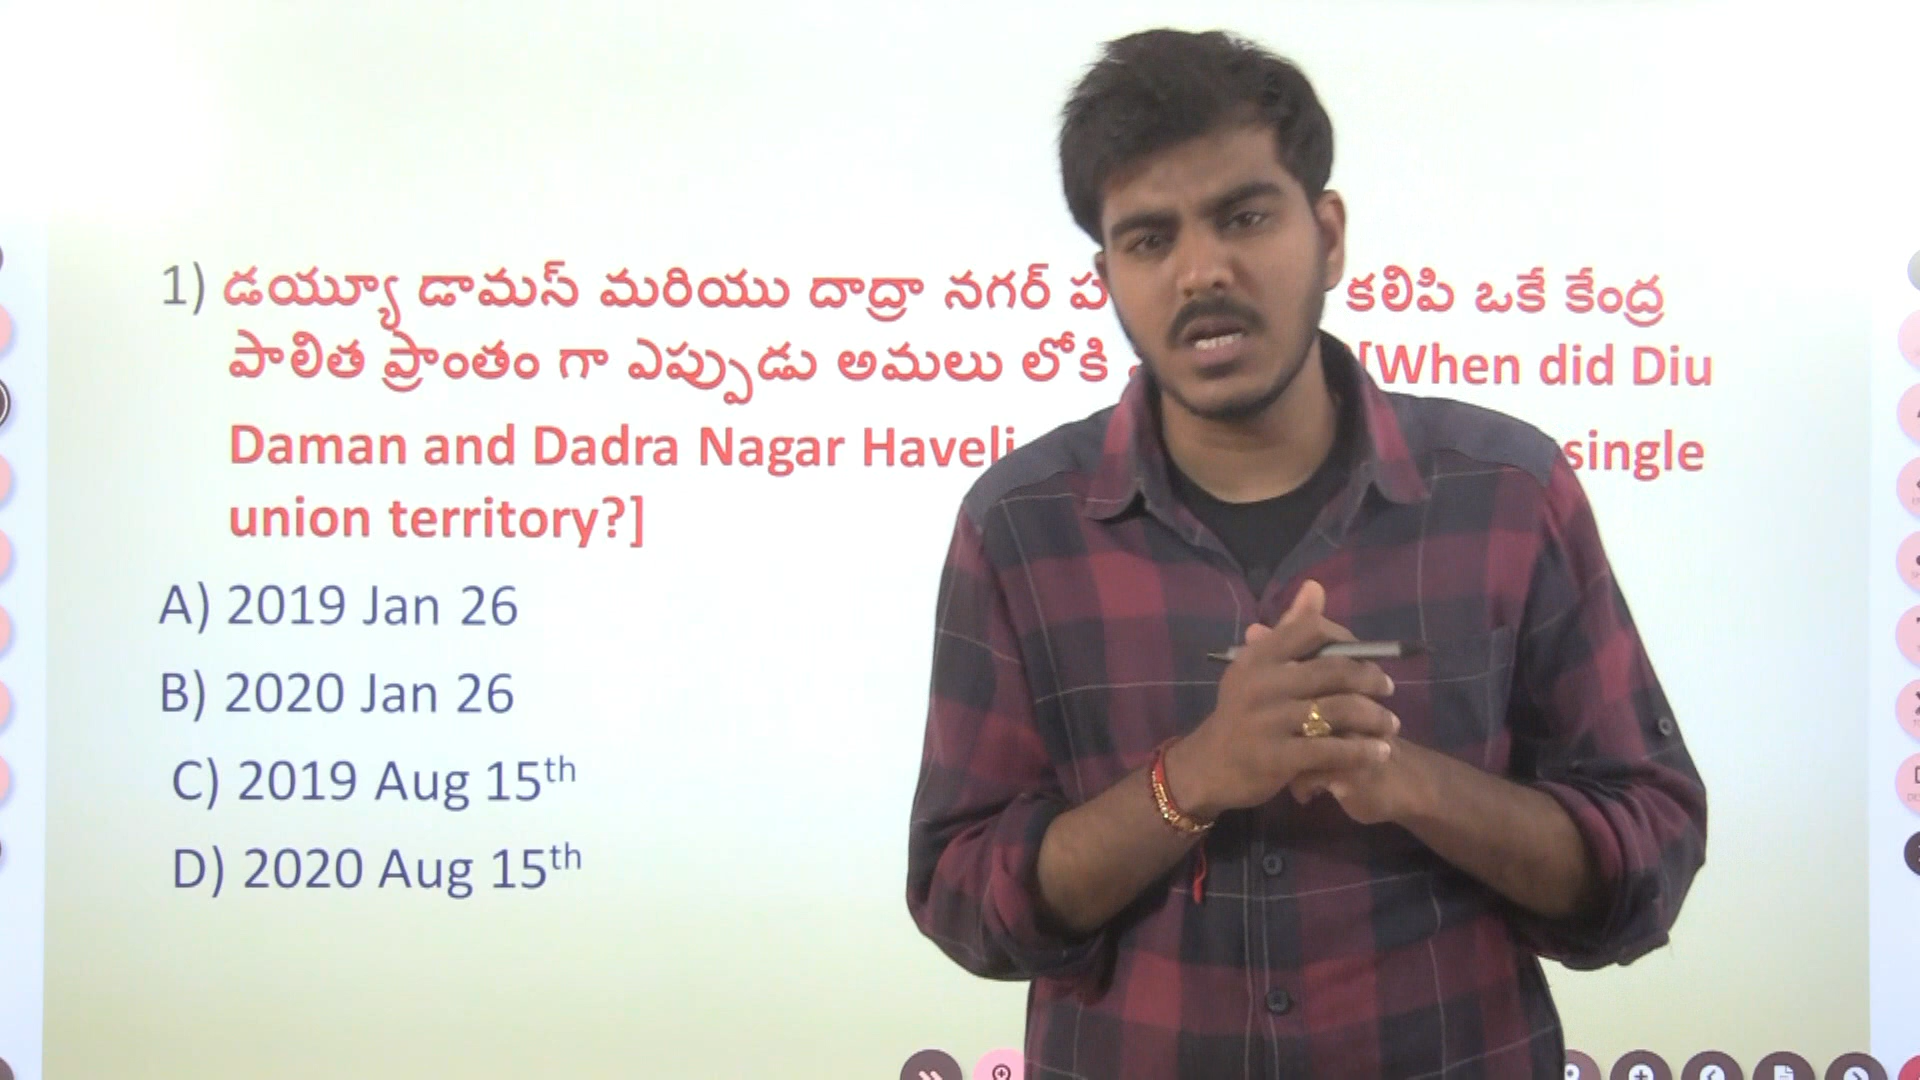 1) డయ్యూ డామస్ మరియు దాద్రా నగర్ కలిపి ఒకే కేంద్ర
పాలిత ప్రాంతం గా ఎప్పుడు అమలు లోకి [When did Diu
Daman and Dadra Nagar Haveli single
union territory?]
A) 2019 Jan 26
B) 2020 Jan 26
C) 2019 Aug 15th
D) 2020 Aug 15th